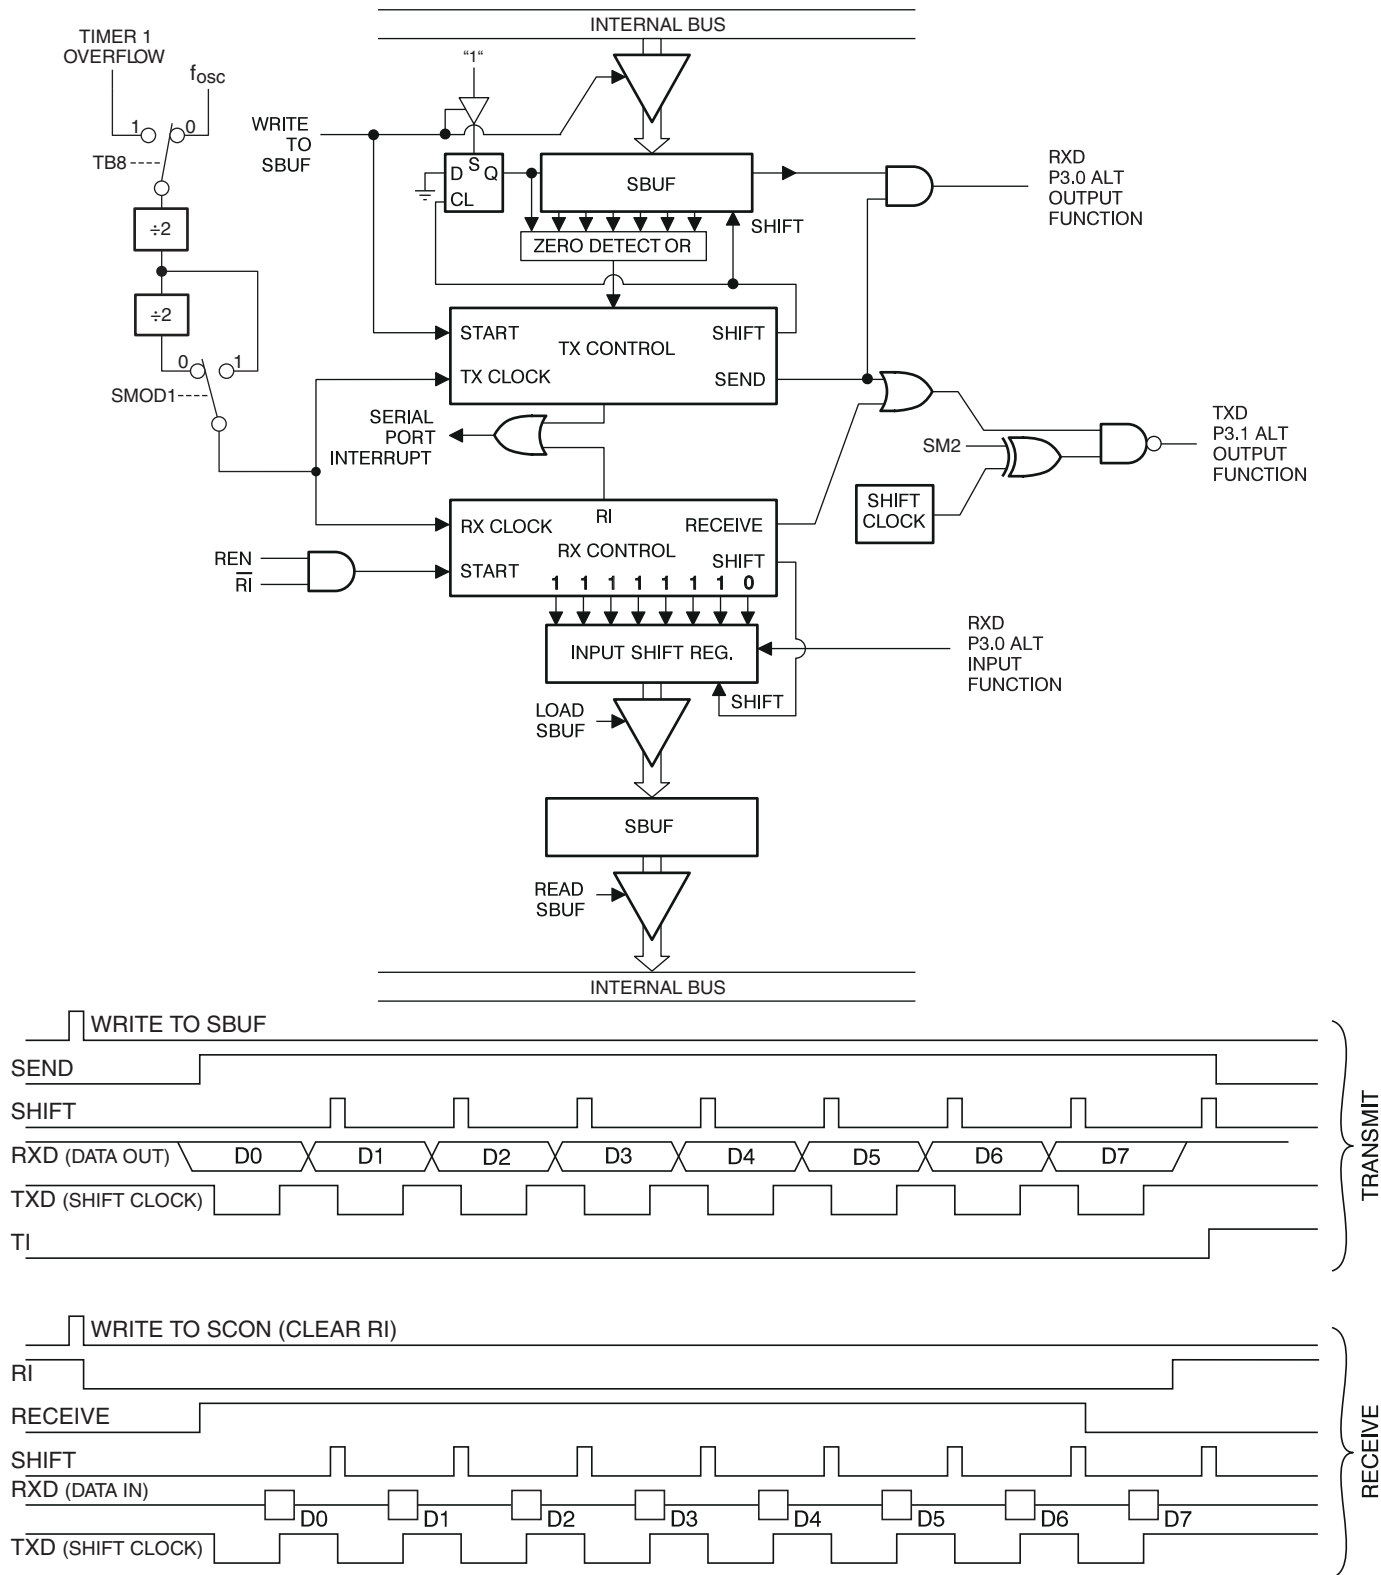 INTERNAL BUS
TIMER 1
OVERFLOW
fosc
"1"
1
0
TB8
WRITE
TO
SBUF
D
S
Q
CL
SBUF
SHIFT
ZERO DETECT OR
RXD
P3.0 ALT
OUTPUT
FUNCTION
÷2
÷2
0
1
SMOD1
START
SHIFT
TX CONTROL
TX CLOCK
SEND
SERIAL
PORT
INTERRUPT
SM2
TXD
P3.1 ALT
OUTPUT
FUNCTION
SHIFT
CLOCK
RX CLOCK
RI
RECEIVE
RX CONTROL
SHIFT
START
1 1 1 1 1 1 1 0
REN
R̅I̅
INPUT SHIFT REG.
RXD
P3.0 ALT
INPUT
FUNCTION
SHIFT
LOAD
SBUF
SBUF
READ
SBUF
INTERNAL BUS
WRITE TO SBUF
SEND
SHIFT
RXD (DATA OUT) D0 D1 D2 D3 D4 D5 D6 D7
TXD (SHIFT CLOCK)
TI
TRANSMIT
WRITE TO SCON (CLEAR RI)
RI
RECEIVE
SHIFT
RXD (DATA IN) D0 D1 D2 D3 D4 D5 D6 D7
TXD (SHIFT CLOCK)
RECEIVE